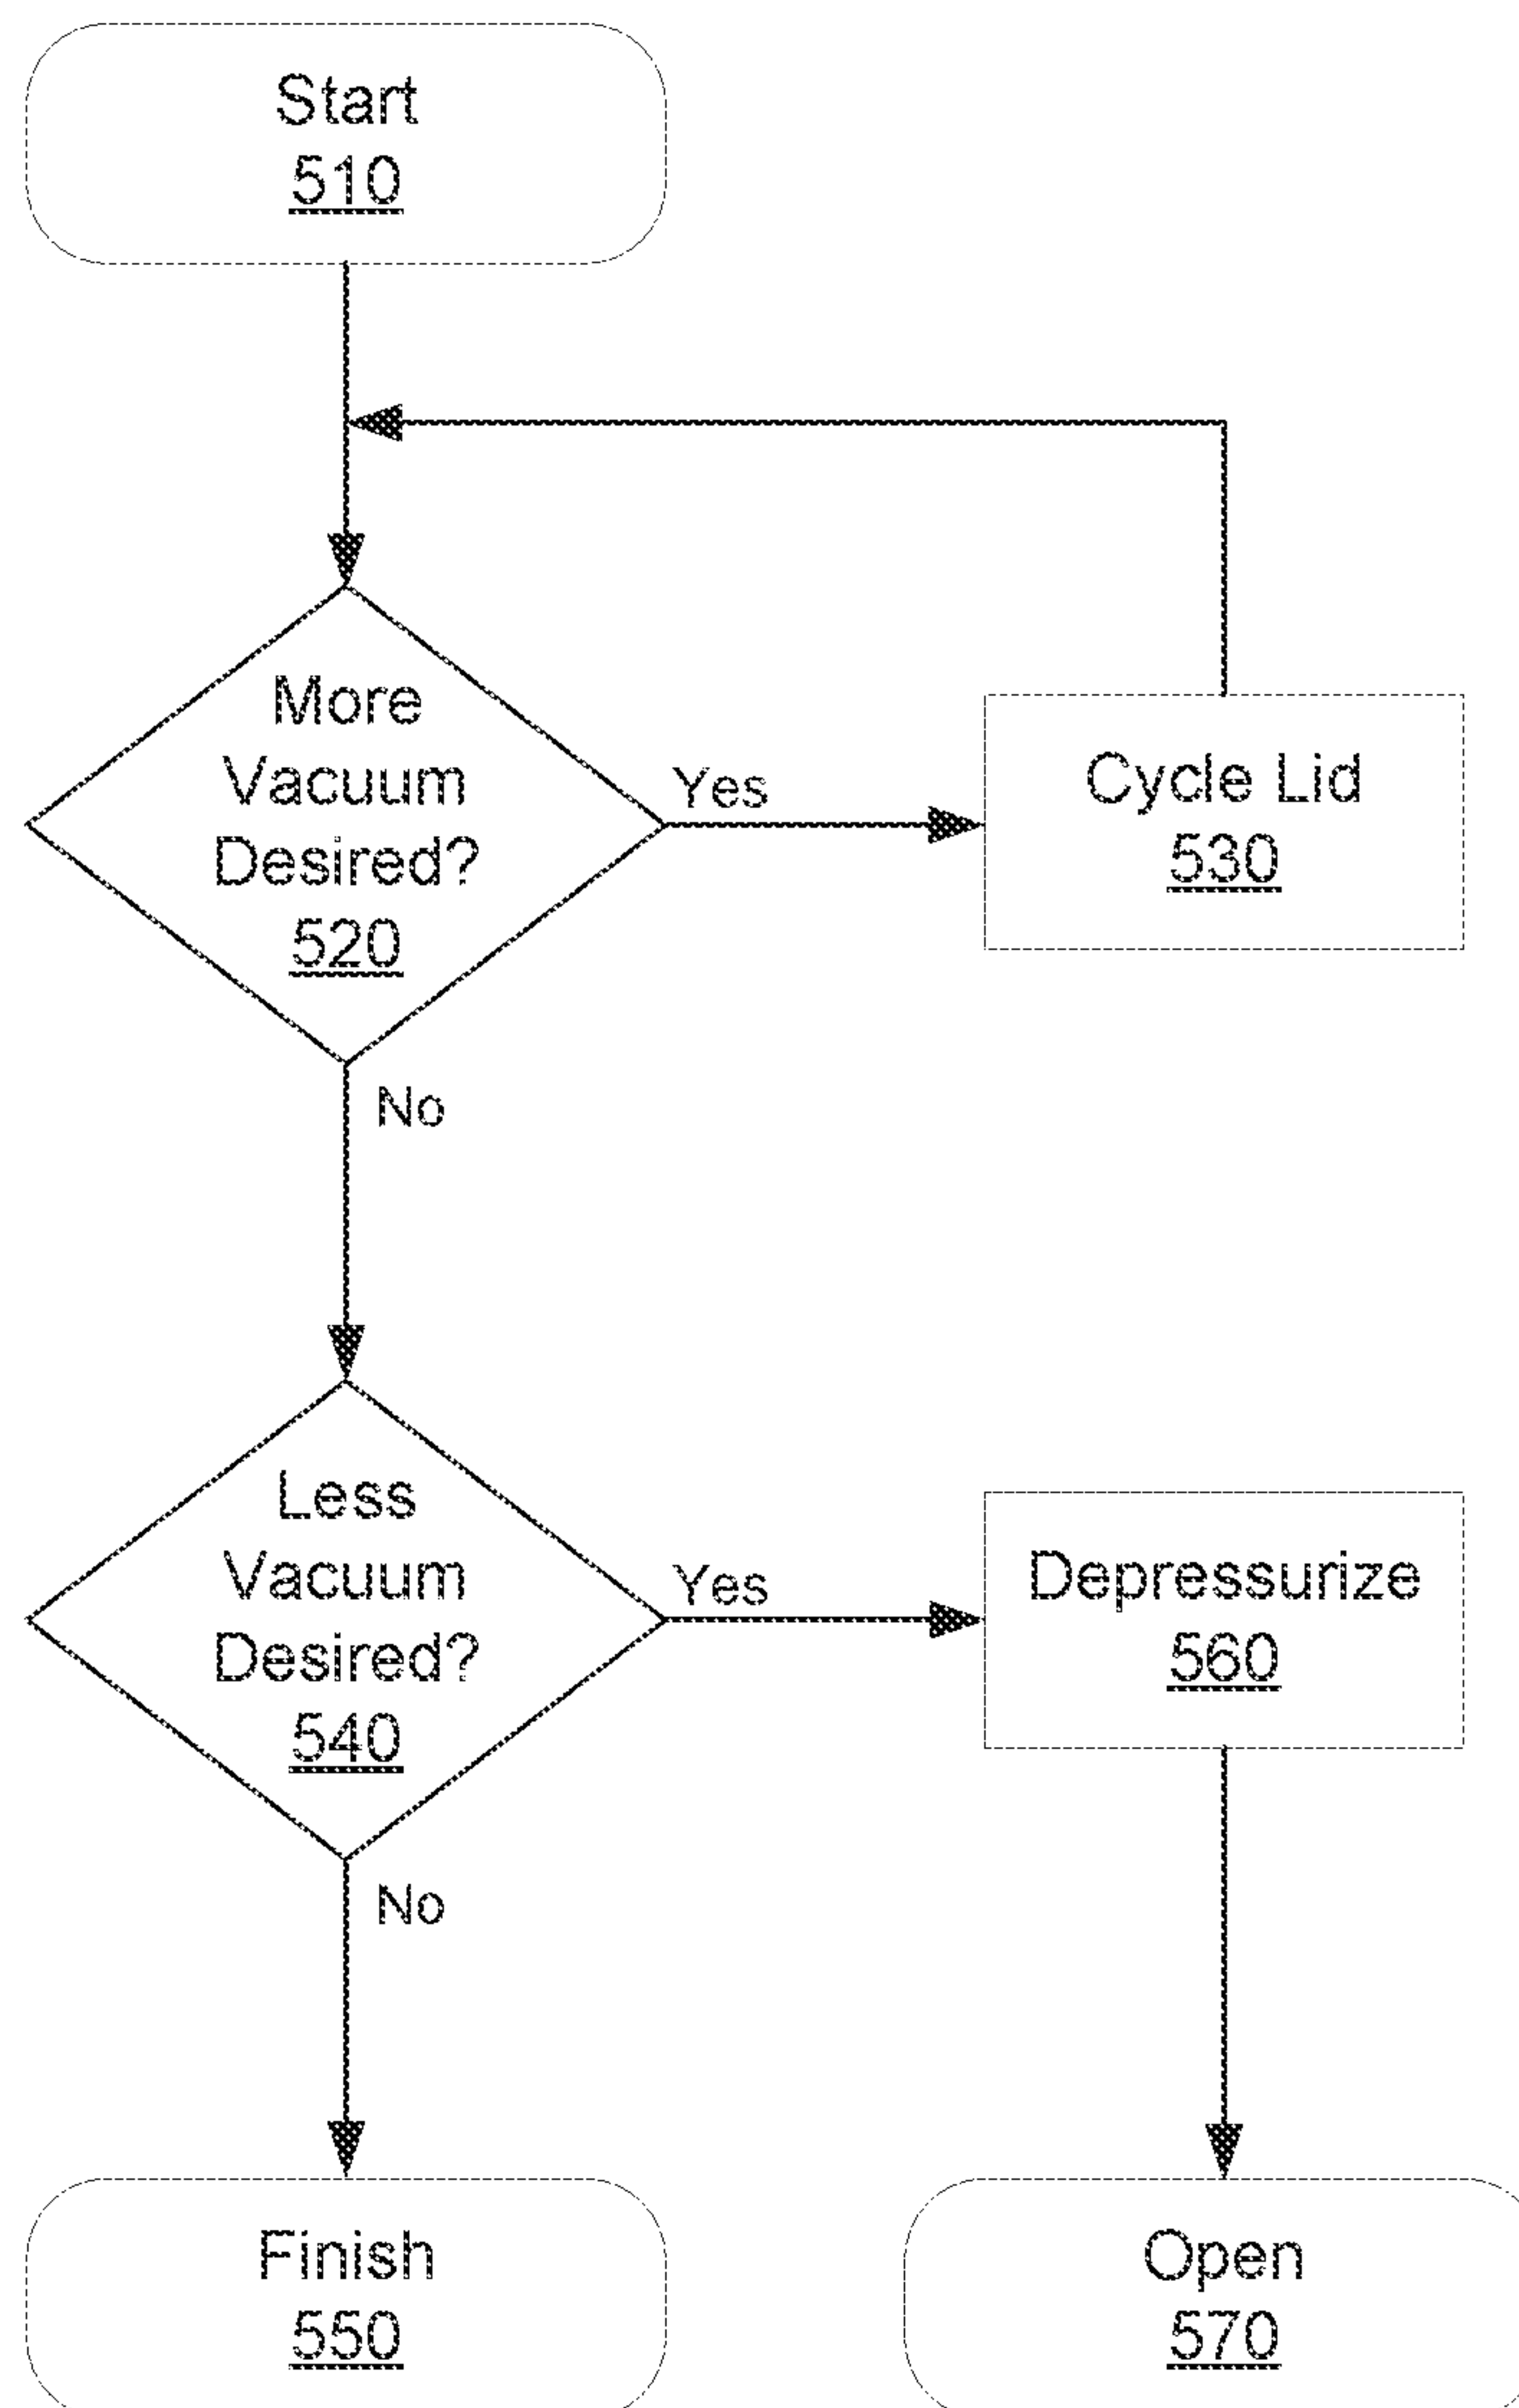 Start
510
More
Vacuum
Desired?
520
Yes
Cycle Lid
530
No
Less
Vacuum
Desired?
540
Yes
Depressurize
560
No
Finish
550
Open
570